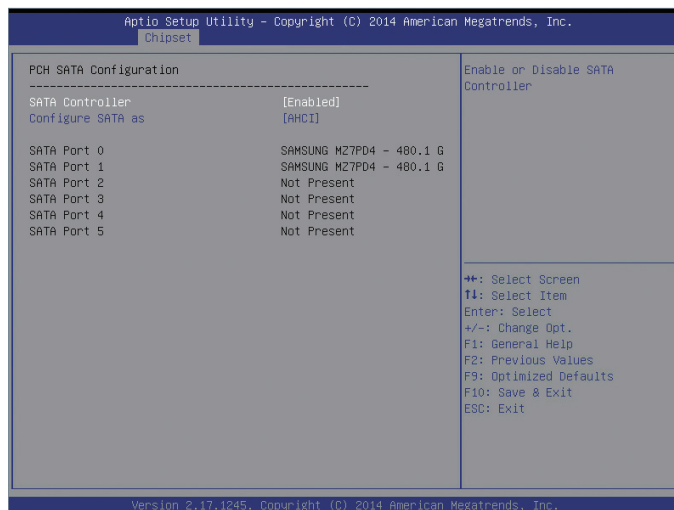 Aptio Setup Utility – Copyright (C) 2014 American Megatrends, Inc.
Chipset
PCH SATA Configuration
------------------------------------------------
SATA Controller [Enabled]
Configure SATA as [AHCI]
SATA Port 0 SAMSUNG MZ7PD4 – 480.1 G
SATA Port 1 SAMSUNG MZ7PD4 – 480.1 G
SATA Port 2 Not Present
SATA Port 3 Not Present
SATA Port 4 Not Present
SATA Port 5 Not Present
Enable or Disable SATA
Controller
→←: Select Screen
↑↓: Select Item
Enter: Select
+/-: Change Opt.
F1: General Help
F2: Previous Values
F9: Optimized Defaults
F10: Save & Exit
ESC: Exit
Version 2.17.1245. Copyright (C) 2014 American Megatrends, Inc.